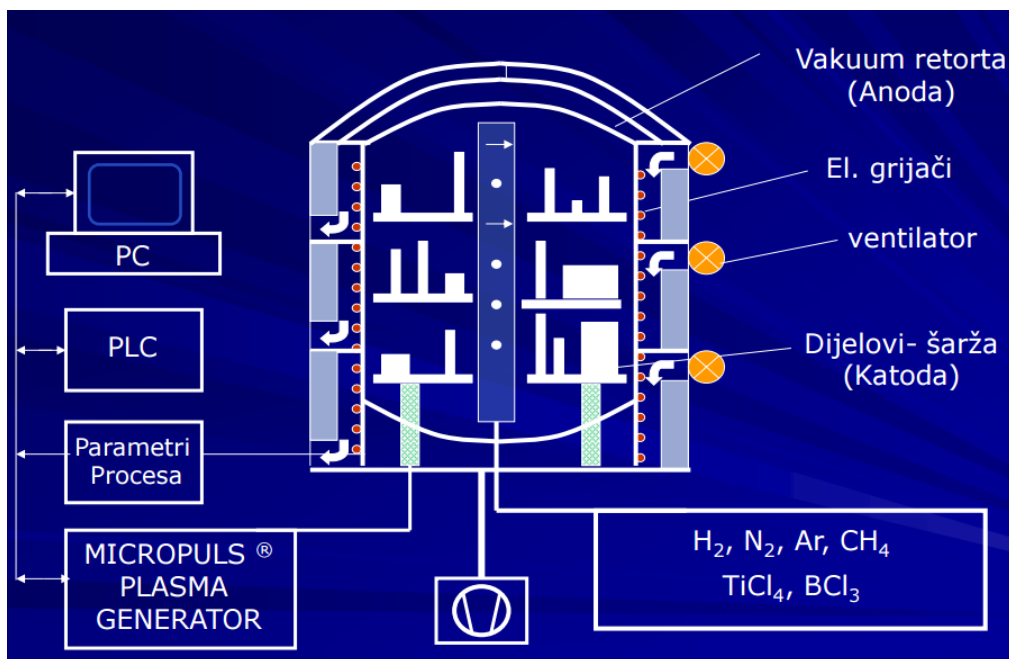 Vakuum retorta
(Anoda)
El. grijači
ventilator
Dijelovi- šarža
(Katoda)
PC
PLC
Parametri
Procesa
MICROPULS ®
PLASMA
GENERATOR
H₂, N₂, Ar, CH₄
TiCl₄, BCl₃